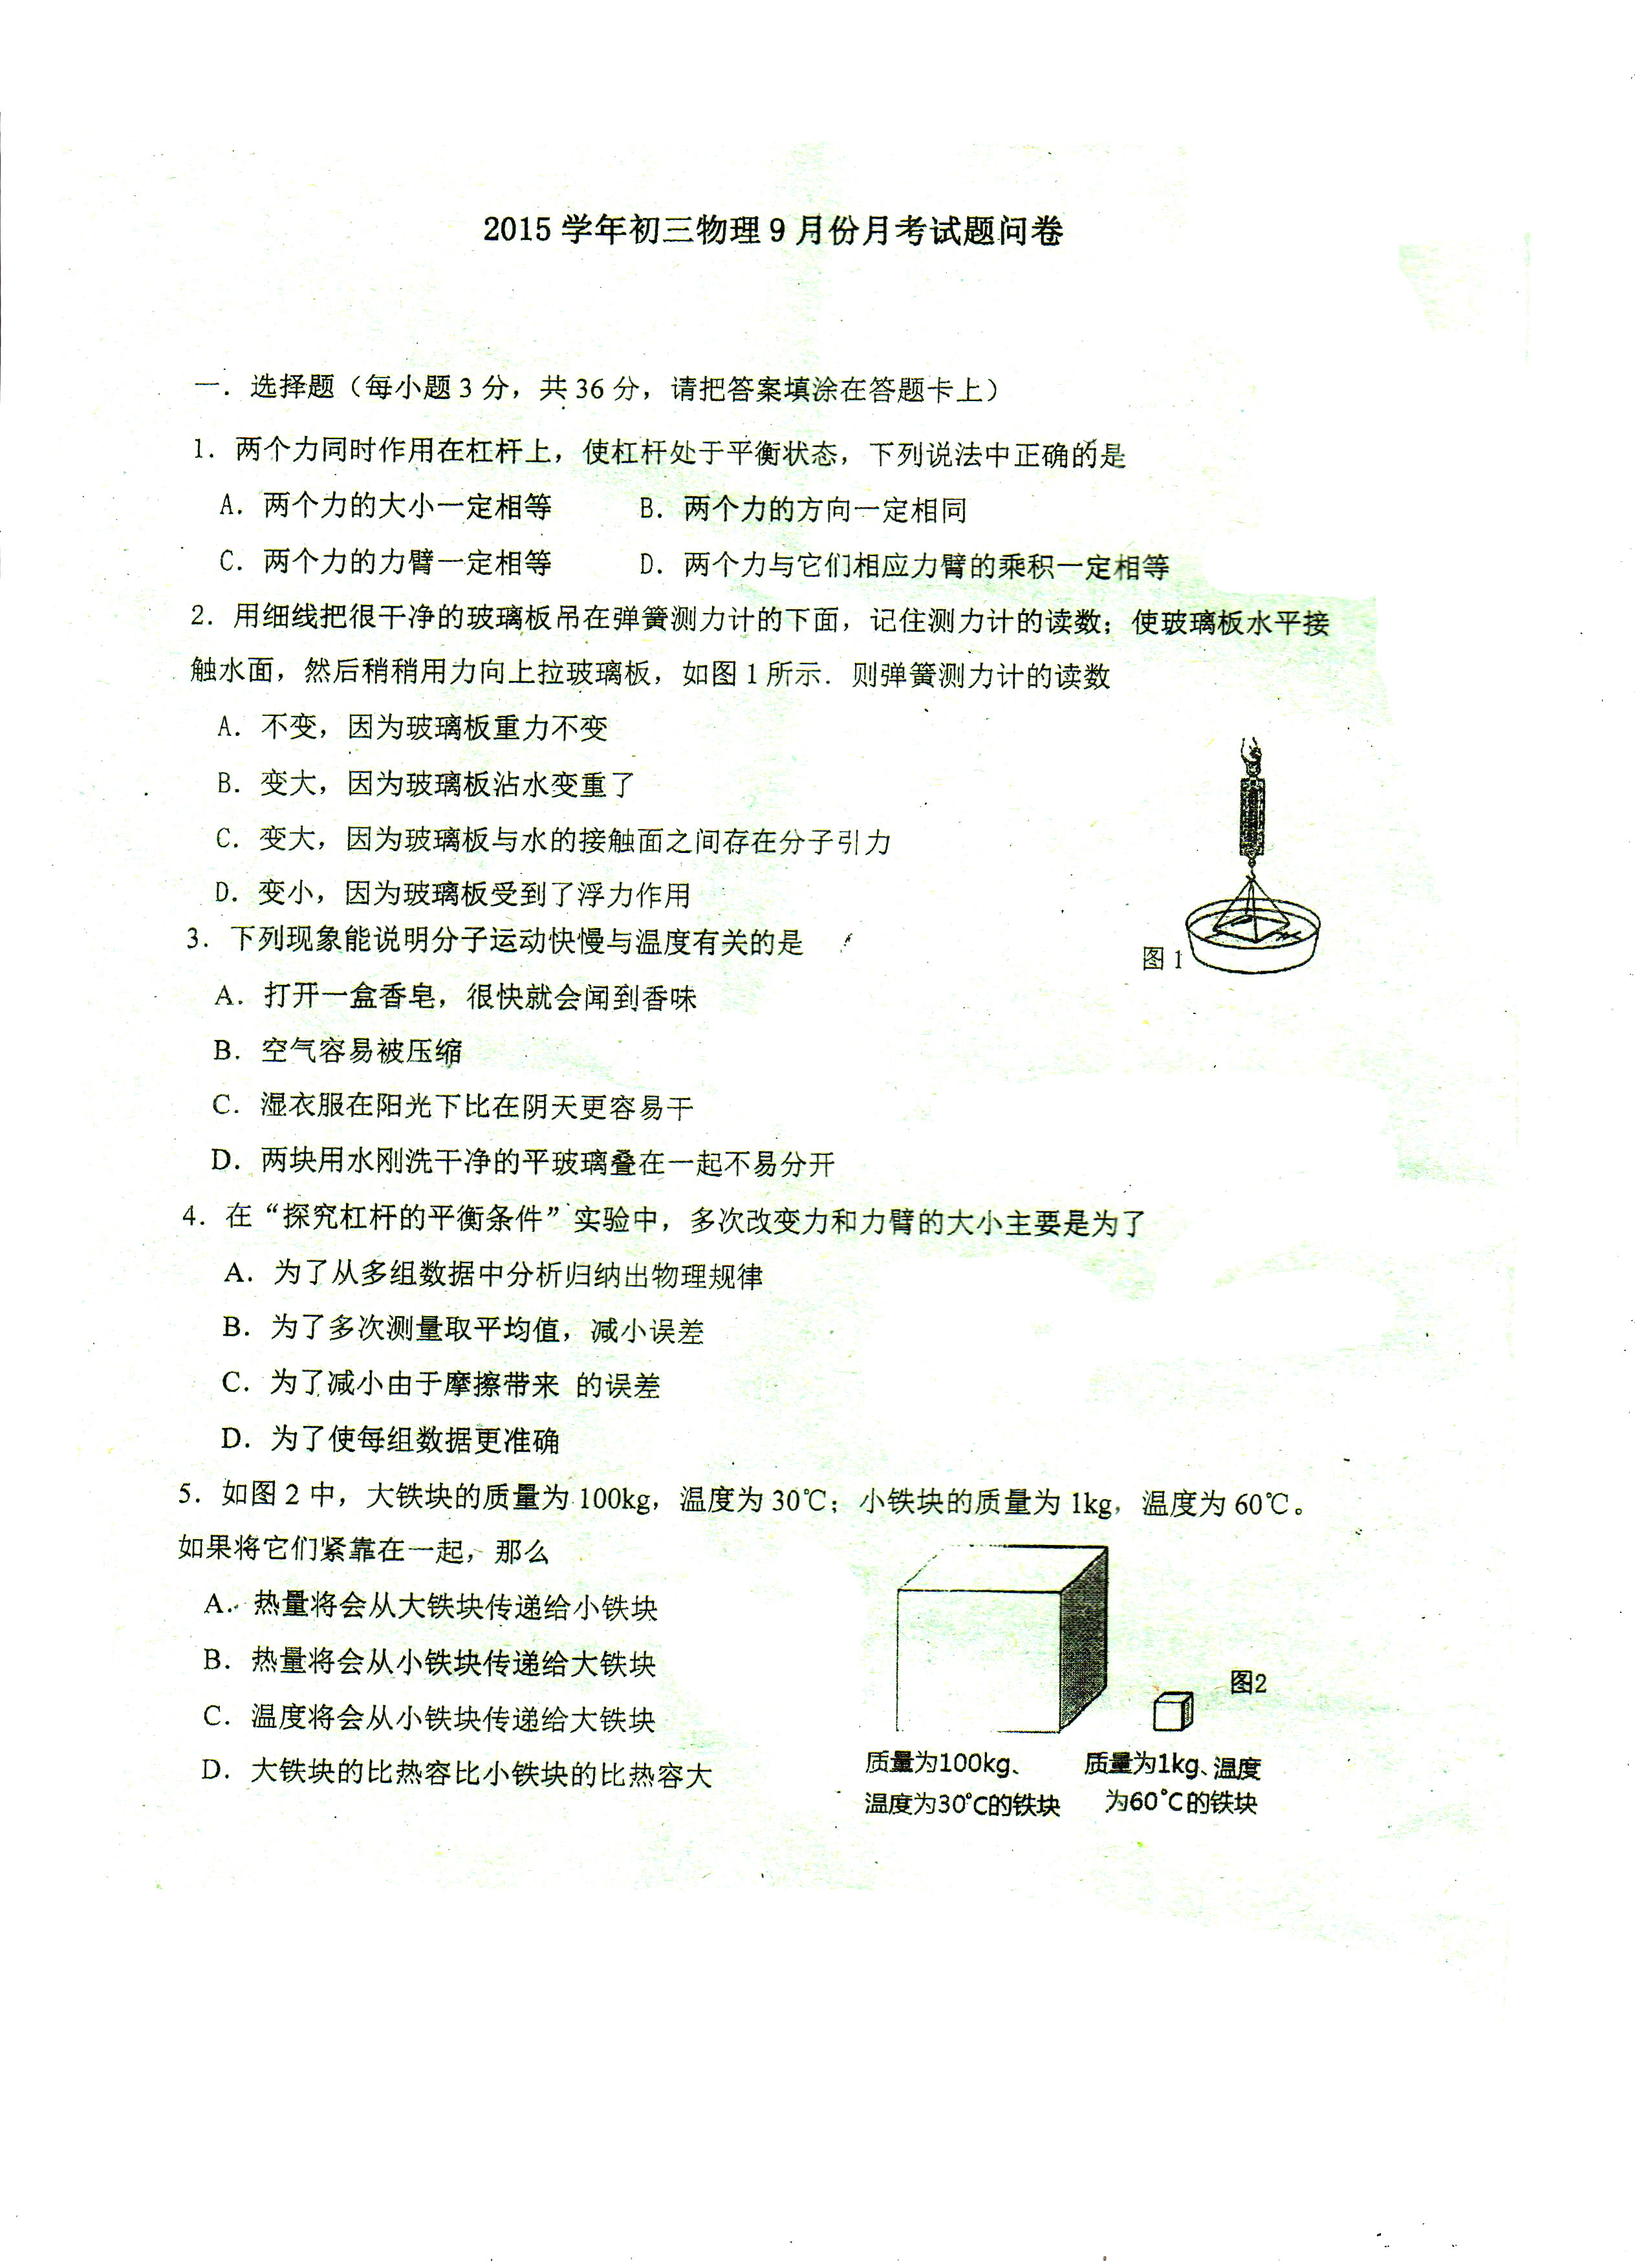 2015 学年初三物理 9 月份月考试题问卷
一．选择题（每小题 3 分，共 36 分，请把答案填涂在答题卡上）
1．两个力同时作用在杠杆上，使杠杆处于平衡状态，下列说法中正确的是
A．两个力的大小一定相等 B．两个力的方向一定相同
C．两个力的力臂一定相等 D．两个力与它们相应力臂的乘积一定相等
2．用细线把很干净的玻璃板吊在弹簧测力计的下面，记住测力计的读数；使玻璃板水平接
触水面，然后稍稍用力向上拉玻璃板，如图 1 所示．则弹簧测力计的读数
A．不变，因为玻璃板重力不变
B．变大，因为玻璃板沾水变重了
C．变大，因为玻璃板与水的接触面之间存在分子引力
D．变小，因为玻璃板受到了浮力作用
图 1
3．下列现象能说明分子运动快慢与温度有关的是
A．打开一盒香皂，很快就会闻到香味
B．空气容易被压缩
C．湿衣服在阳光下比在阴天更容易干
D．两块用水刚洗干净的平玻璃叠在一起不易分开
4．在“探究杠杆的平衡条件”实验中，多次改变力和力臂的大小主要是为了
A．为了从多组数据中分析归纳出物理规律
B．为了多次测量取平均值，减小误差
C．为了减小由于摩擦带来 的误差
D．为了使每组数据更准确
5．如图 2 中，大铁块的质量为 100kg，温度为 30℃；小铁块的质量为 1kg，温度为 60℃。
如果将它们紧靠在一起，那么
A．热量将会从大铁块传递给小铁块
B．热量将会从小铁块传递给大铁块
C．温度将会从小铁块传递给大铁块
D．大铁块的比热容比小铁块的比热容大
图2
质量为100kg、
温度为30℃的铁块
质量为1kg、温度
为60℃的铁块